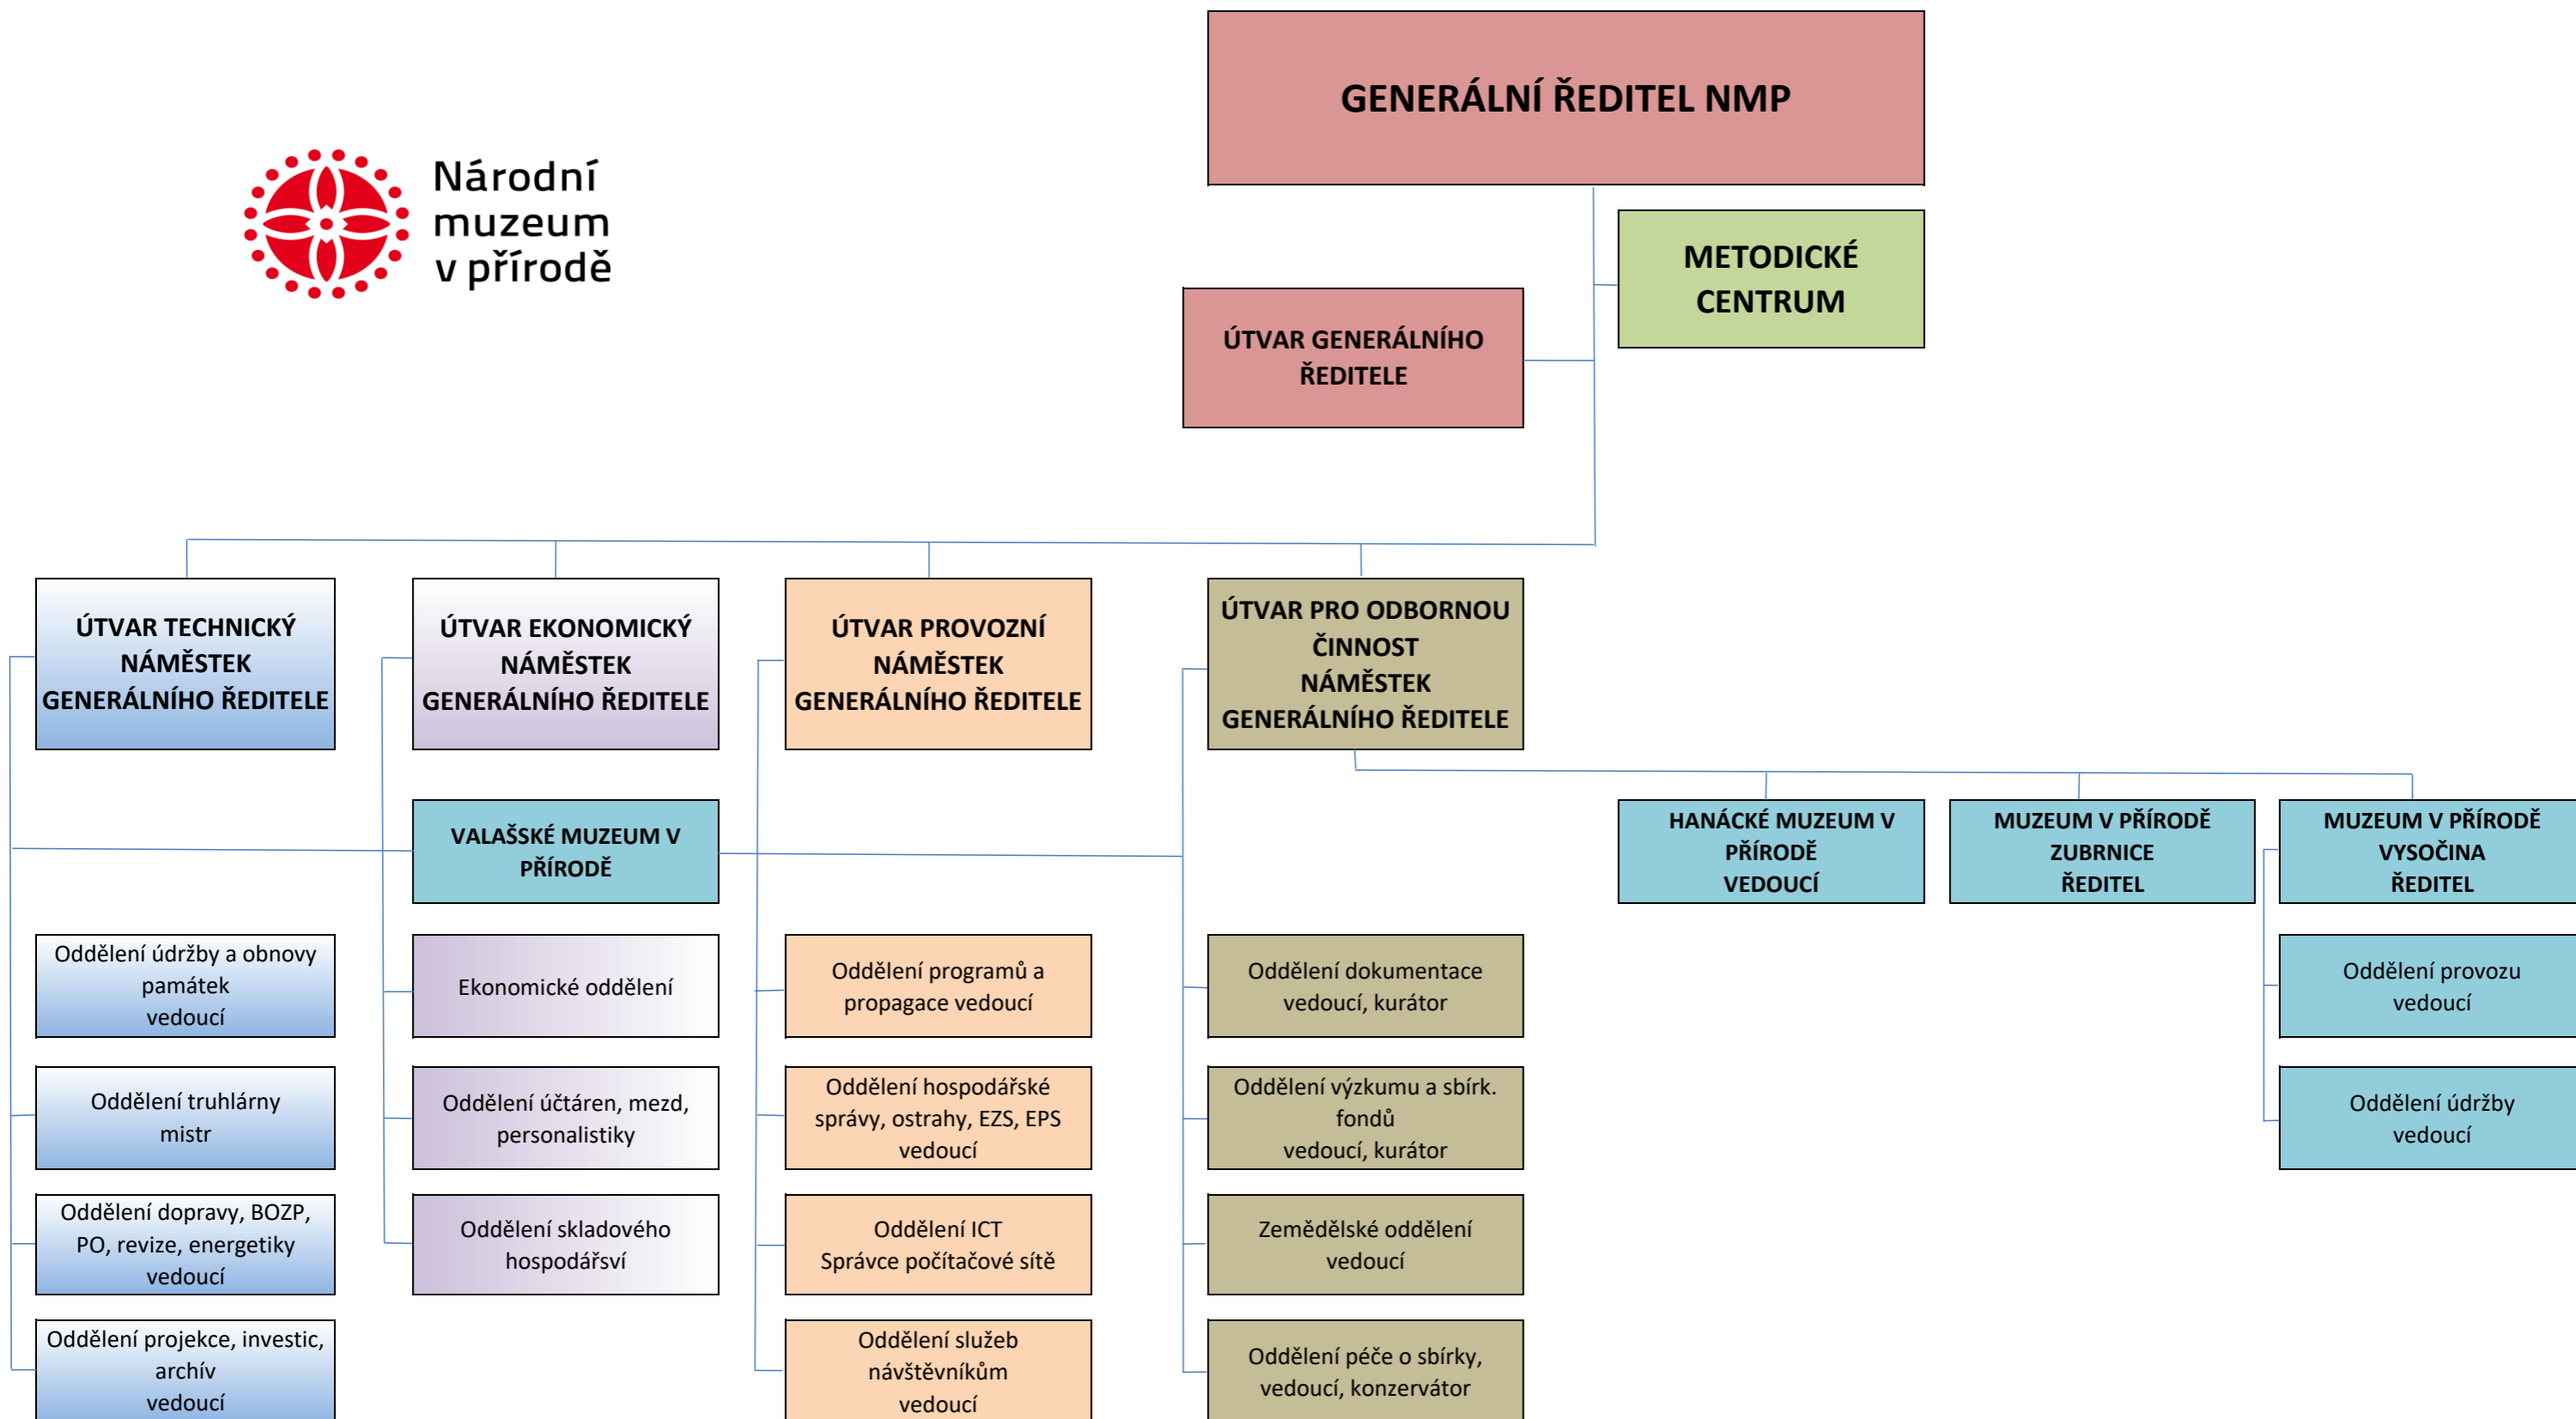 GENERÁLNÍ ŘEDITEL NMP
Národní
muzeum
v přírodě
METODICKÉ
CENTRUM
ÚTVAR GENERÁLNÍHO
ŘEDITELE
ÚTVAR TECHNICKÝ
NÁMĚSTEK
GENERÁLNÍHO ŘEDITELE
ÚTVAR EKONOMICKÝ
NÁMĚSTEK
GENERÁLNÍHO ŘEDITELE
ÚTVAR PROVOZNÍ
NÁMĚSTEK
GENERÁLNÍHO ŘEDITELE
ÚTVAR PRO ODBORNOU
ČINNOST
NÁMĚSTEK
GENERÁLNÍHO ŘEDITELE
VALAŠSKÉ MUZEUM V
PŘÍRODĚ
HANÁCKÉ MUZEUM V
PŘÍRODĚ
VEDOUCÍ
MUZEUM V PŘÍRODĚ
ZUBRNICE
ŘEDITEL
MUZEUM V PŘÍRODĚ
VYSOČINA
ŘEDITEL
Oddělení údržby a obnovy
památek
vedoucí
Ekonomické oddělení
Oddělení programů a
propagace vedoucí
Oddělení dokumentace
vedoucí, kurátor
Oddělení provozu
vedoucí
Oddělení truhlárny
mistr
Oddělení účtáren, mezd,
personalistiky
Oddělení hospodářské
správy, ostrahy, EZS, EPS
vedoucí
Oddělení výzkumu a sbírk.
fondů
vedoucí, kurátor
Oddělení údržby
vedoucí
Oddělení dopravy, BOZP,
PO, revize, energetiky
vedoucí
Oddělení skladového
hospodářsví
Oddělení ICT
Správce počítačové sítě
Zemědělské oddělení
vedoucí
Oddělení projekce, investic,
archív
vedoucí
Oddělení služeb
návštěvníkům
vedoucí
Oddělení péče o sbírky,
vedoucí, konzervátor